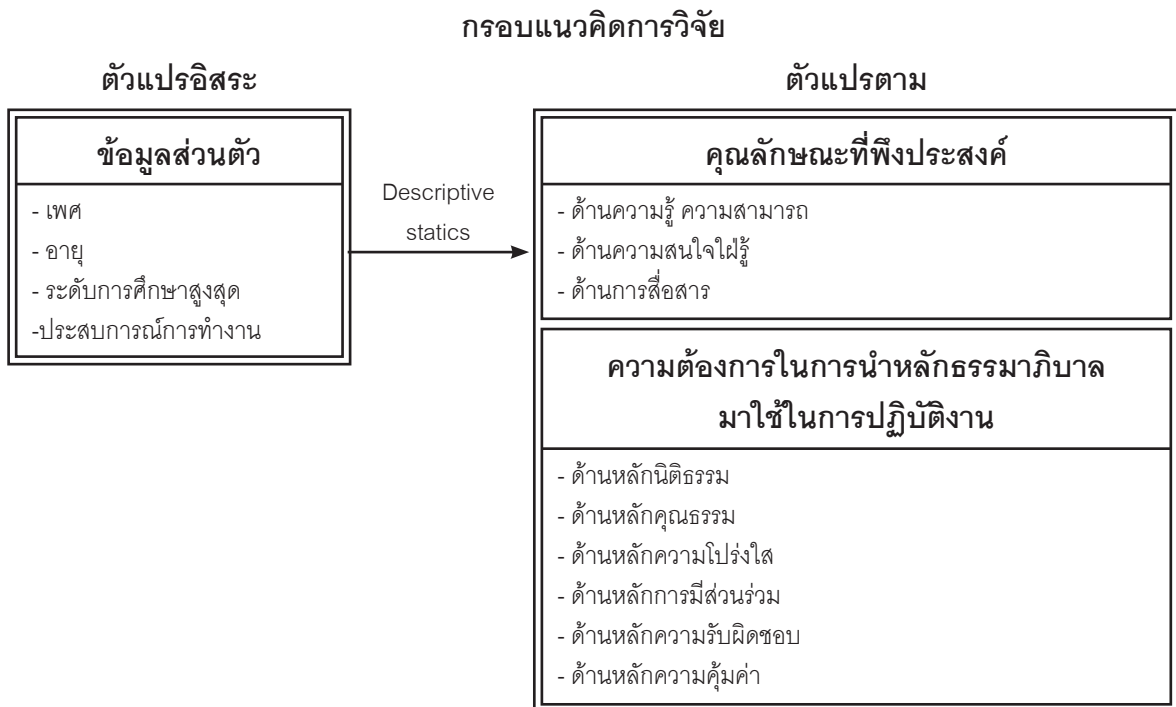 กรอบแนวคิดการวิจัย
ตัวแปรอิสระ
ข้อมูลส่วนตัว
- เพศ
- อายุ
- ระดับการศึกษาสูงสุด
-ประสบการณ์การทำงาน
Descriptive
statics
ตัวแปรตาม
คุณลักษณะที่พึงประสงค์
- ด้านความรู้ ความสามารถ
- ด้านความสนใจใฝ่รู้
- ด้านการสื่อสาร
ความต้องการในการนำหลักธรรมาภิบาล
มาใช้ในการปฏิบัติงาน
- ด้านหลักนิติธรรม
- ด้านหลักคุณธรรม
- ด้านหลักความโปร่งใส
- ด้านหลักการมีส่วนร่วม
- ด้านหลักความรับผิดชอบ
- ด้านหลักความคุ้มค่า